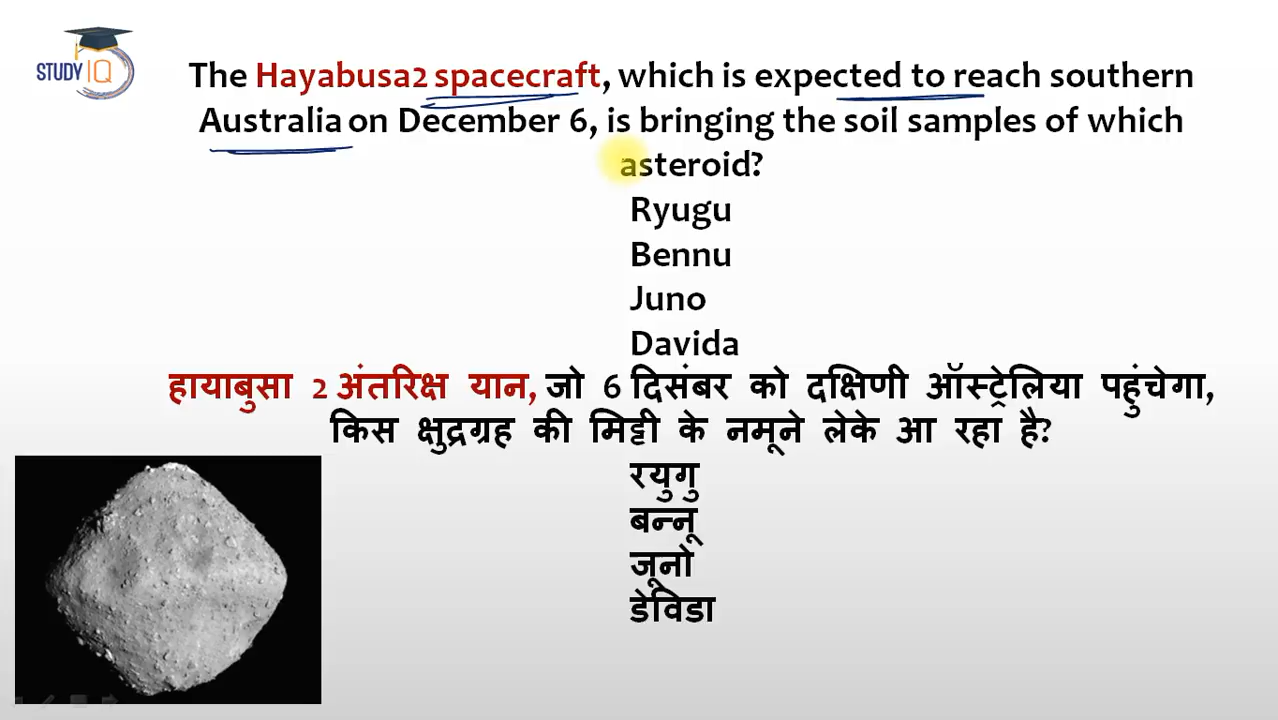 STUDY IQ
The Hayabusa2 spacecraft, which is expected to reach southern
Australia on December 6, is bringing the soil samples of which
asteroid?
Ryugu
Bennu
Juno
Davida
हायाबुसा 2 अंतरिक्ष यान, जो 6 दिसंबर को दक्षिणी ऑस्ट्रेलिया पहुंचेगा,
किस क्षुद्रग्रह की मिट्टी के नमूने लेके आ रहा है?
रयुगु
बन्नू
जूनो
डेविडा